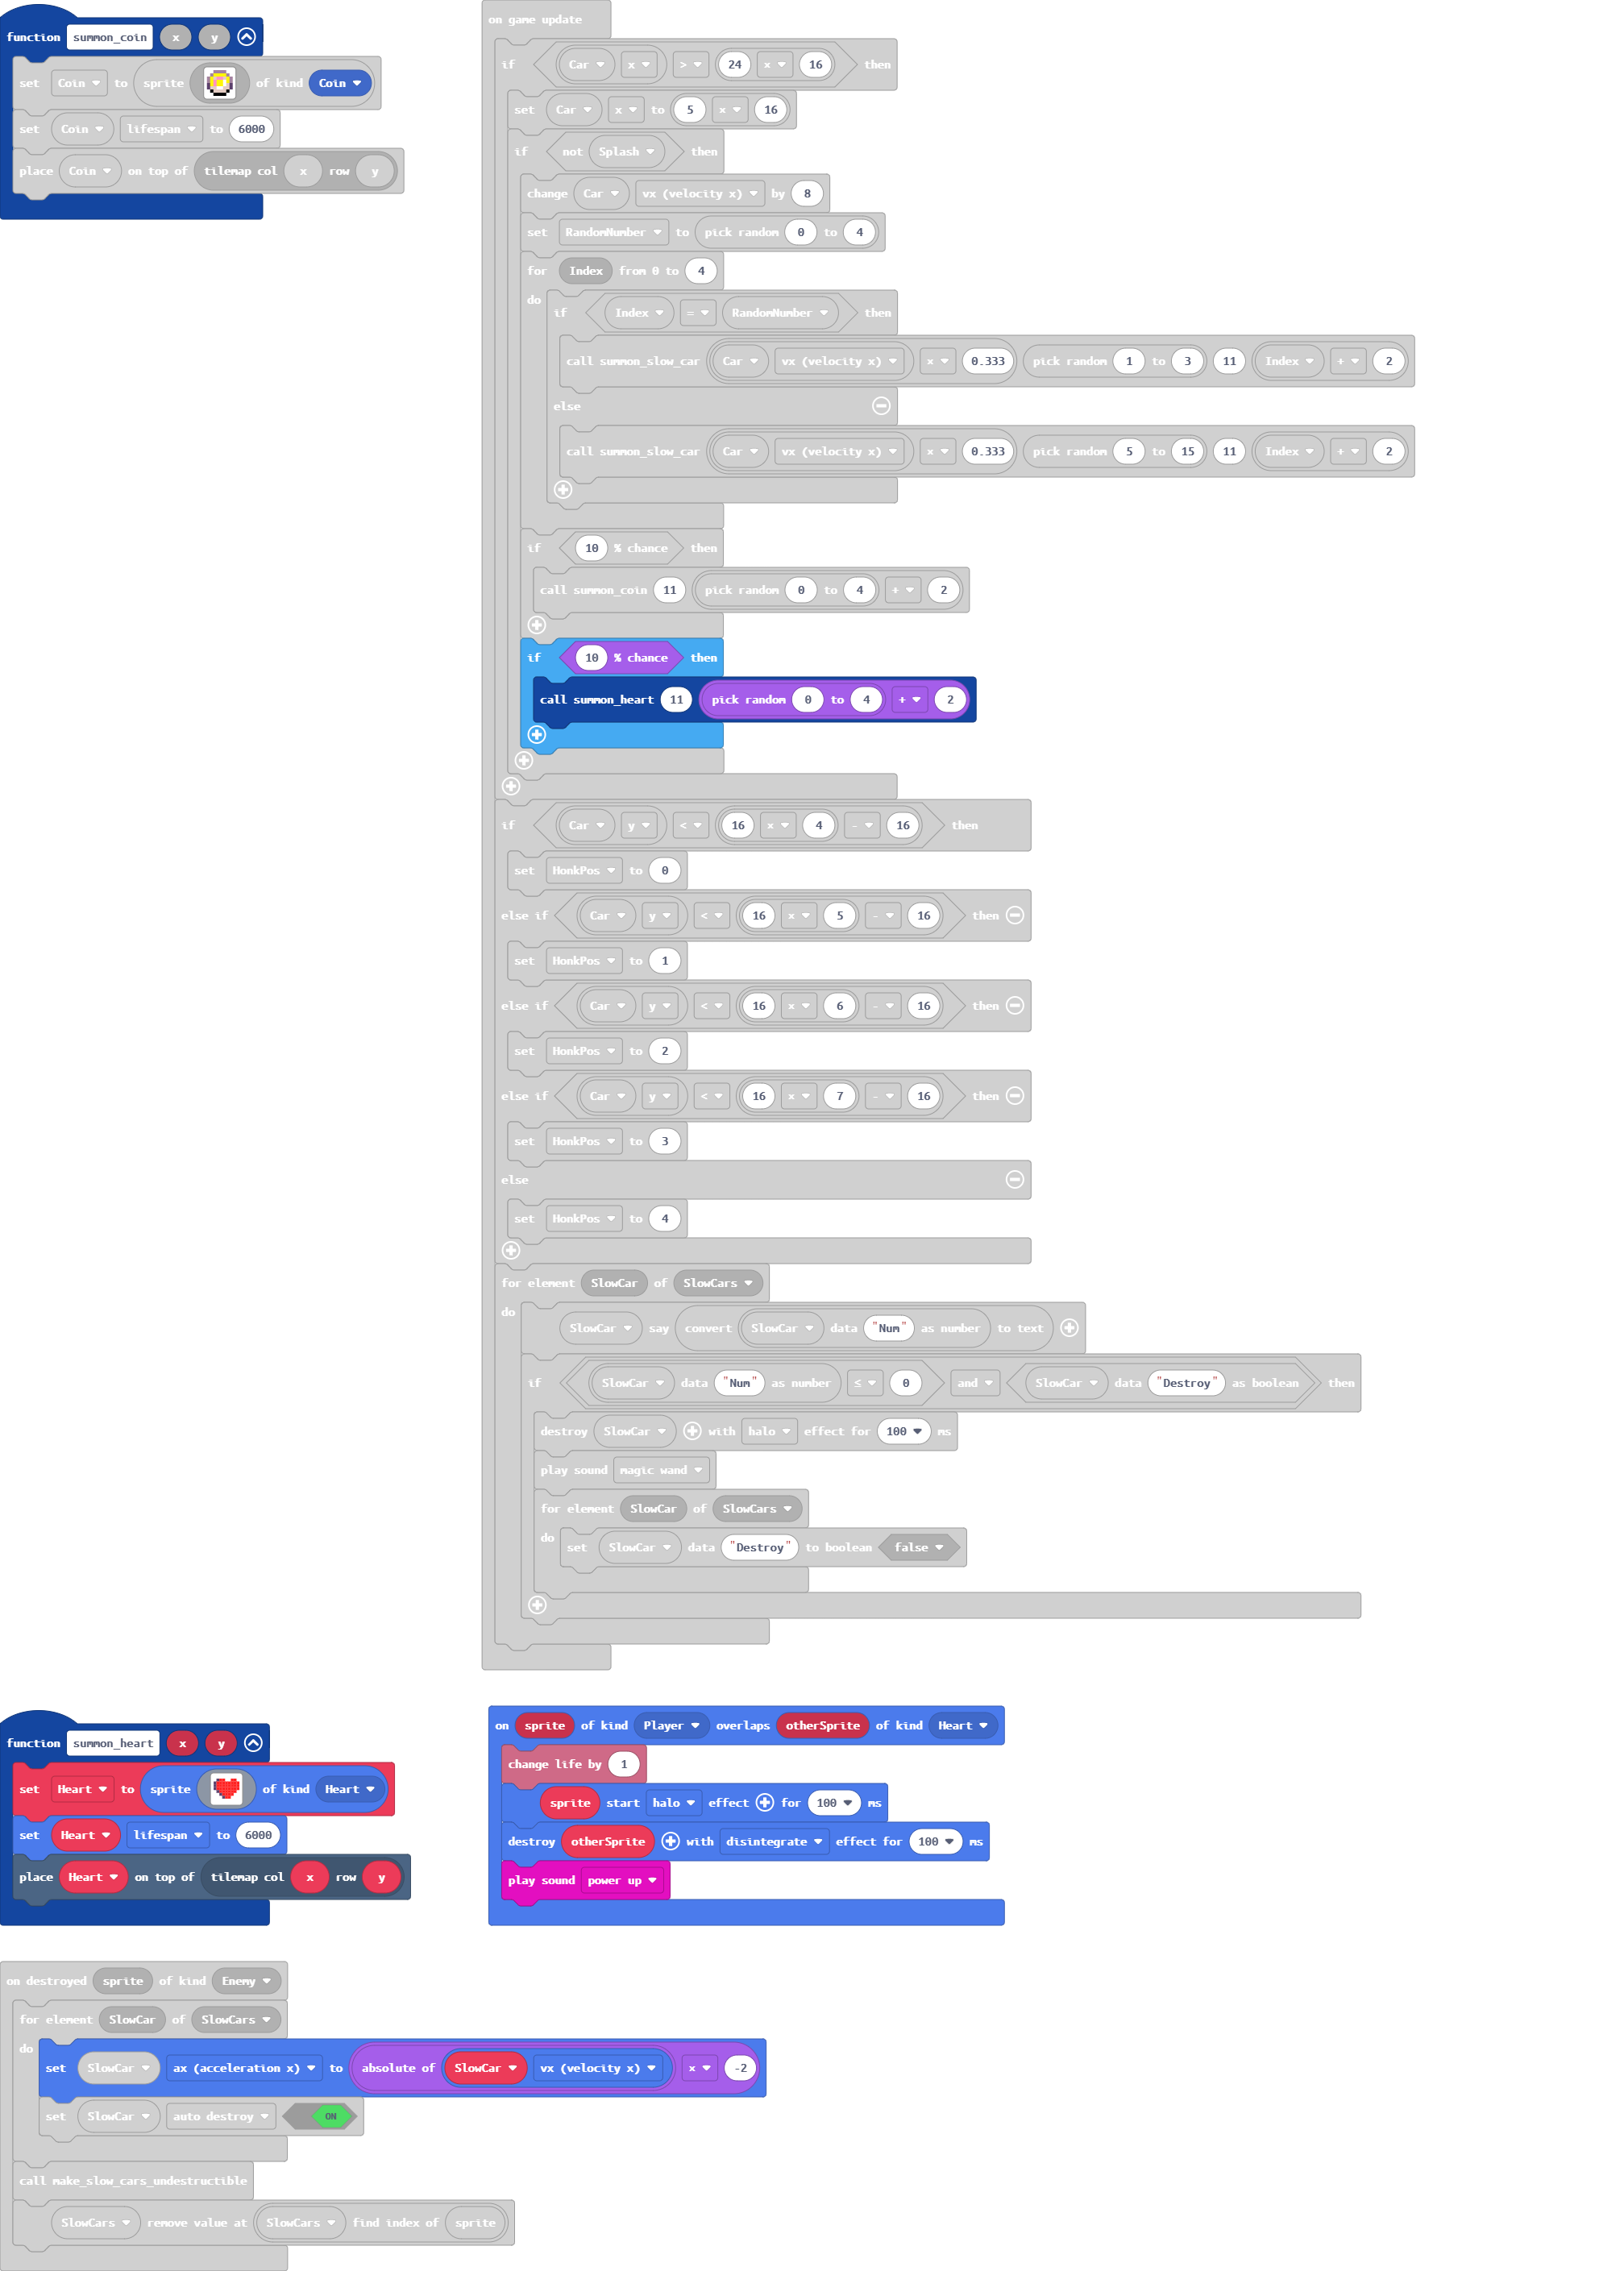 function summon_coin x y
set Coin to sprite of kind Coin
set Coin lifespan to 6000
place Coin on top of tilemap col x row y
on game update
if Car x > 24 x 16 then
set Car x to 5 x 16
if not Splash then
change Car vx (velocity x) by 8
set RandomNumber to pick random 0 to 4
for Index from 0 to 4
do
if Index = RandomNumber then
call summon_slow_car Car vx (velocity x) x 0.333 pick random 1 to 3 11 Index + 2
else
call summon_slow_car Car vx (velocity x) x 0.333 pick random 5 to 15 11 Index + 2
if 10 % chance then
call summon_coin 11 pick random 0 to 4 + 2
if 10 % chance then
call summon_heart 11 pick random 0 to 4 + 2
if Car y < 16 x 4 - 16 then
set HonkPos to 0
else if Car y < 16 x 5 - 16 then
set HonkPos to 1
else if Car y < 16 x 6 - 16 then
set HonkPos to 2
else if Car y < 16 x 7 - 16 then
set HonkPos to 3
else
set HonkPos to 4
for element SlowCar of SlowCars
do
SlowCar say convert SlowCar data "Num" as number to text
if SlowCar data "Num" as number ≤ 0 and SlowCar data "Destroy" as boolean then
destroy SlowCar with halo effect for 100 ms
play sound magic wand
for element SlowCar of SlowCars
do
set SlowCar data "Destroy" to boolean false
function summon_heart x y
set Heart to sprite of kind Heart
set Heart lifespan to 6000
place Heart on top of tilemap col x row y
on sprite of kind Player overlaps otherSprite of kind Heart
change life by 1
sprite start halo effect for 100 ms
destroy otherSprite with disintegrate effect for 100 ms
play sound power up
on destroyed sprite of kind Enemy
for element SlowCar of SlowCars
do
set SlowCar ax (acceleration x) to absolute of SlowCar vx (velocity x) x -2
set SlowCar auto destroy ON
call make_slow_cars_undestructible
SlowCars remove value at SlowCars find index of sprite